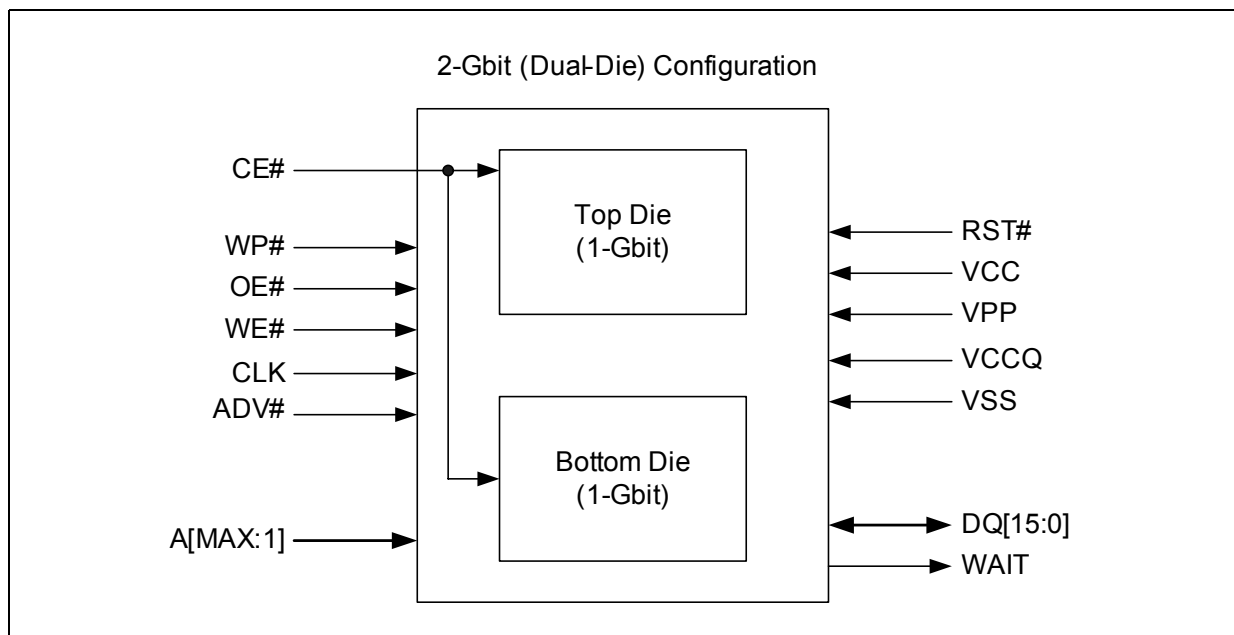 2-Gbit (Dual-Die) Configuration
CE#
WP#
OE#
WE#
CLK
ADV#
A[MAX:1]
Top Die
(1-Gbit)
Bottom Die
(1-Gbit)
RST#
VCC
VPP
VCCQ
VSS
DQ[15:0]
WAIT